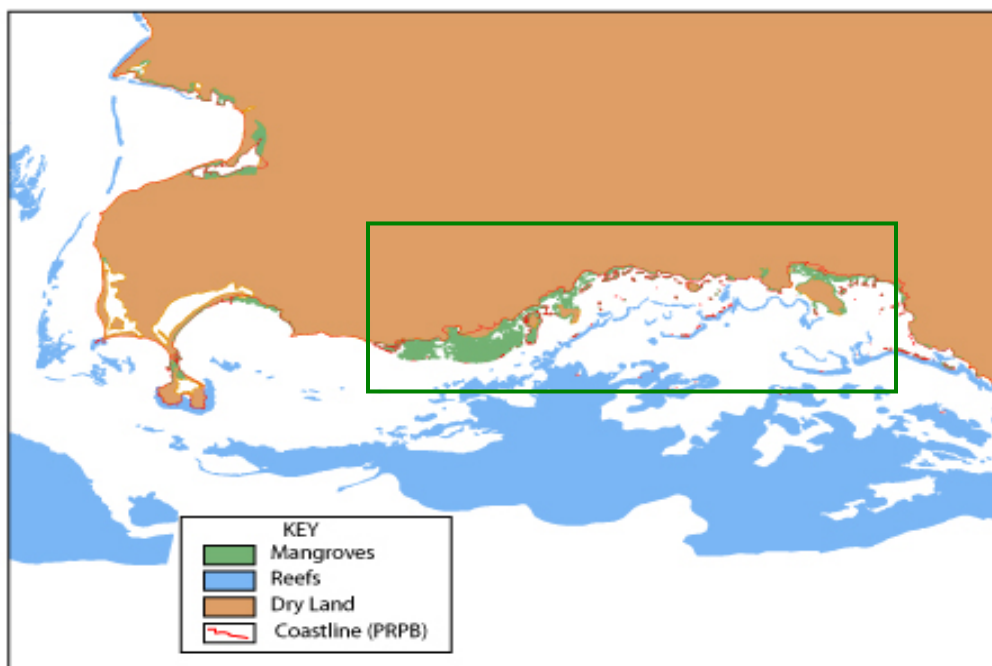 KEY
Mangroves
Reefs
Dry Land
Coastline (PRPB)